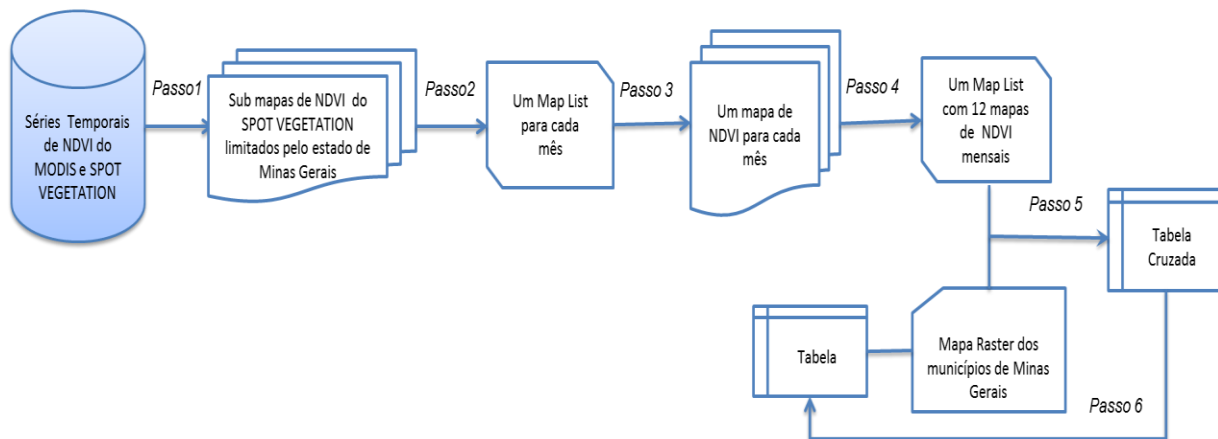 Séries Temporais
de NDVI do
MODIS e SPOT
VEGETATION
Passo1
Sub mapas de NDVI do
SPOT VEGETATION
limitados pelo estado de
Minas Gerais
Passo2
Um Map List
para cada
mês
Passo 3
Um mapa de
NDVI para cada
mês
Passo 4
Um Map List
com 12 mapas
de NDVI
mensais
Passo 5
Tabela
Cruzada
Tabela
Mapa Raster dos
municípios de Minas
Gerais
Passo 6